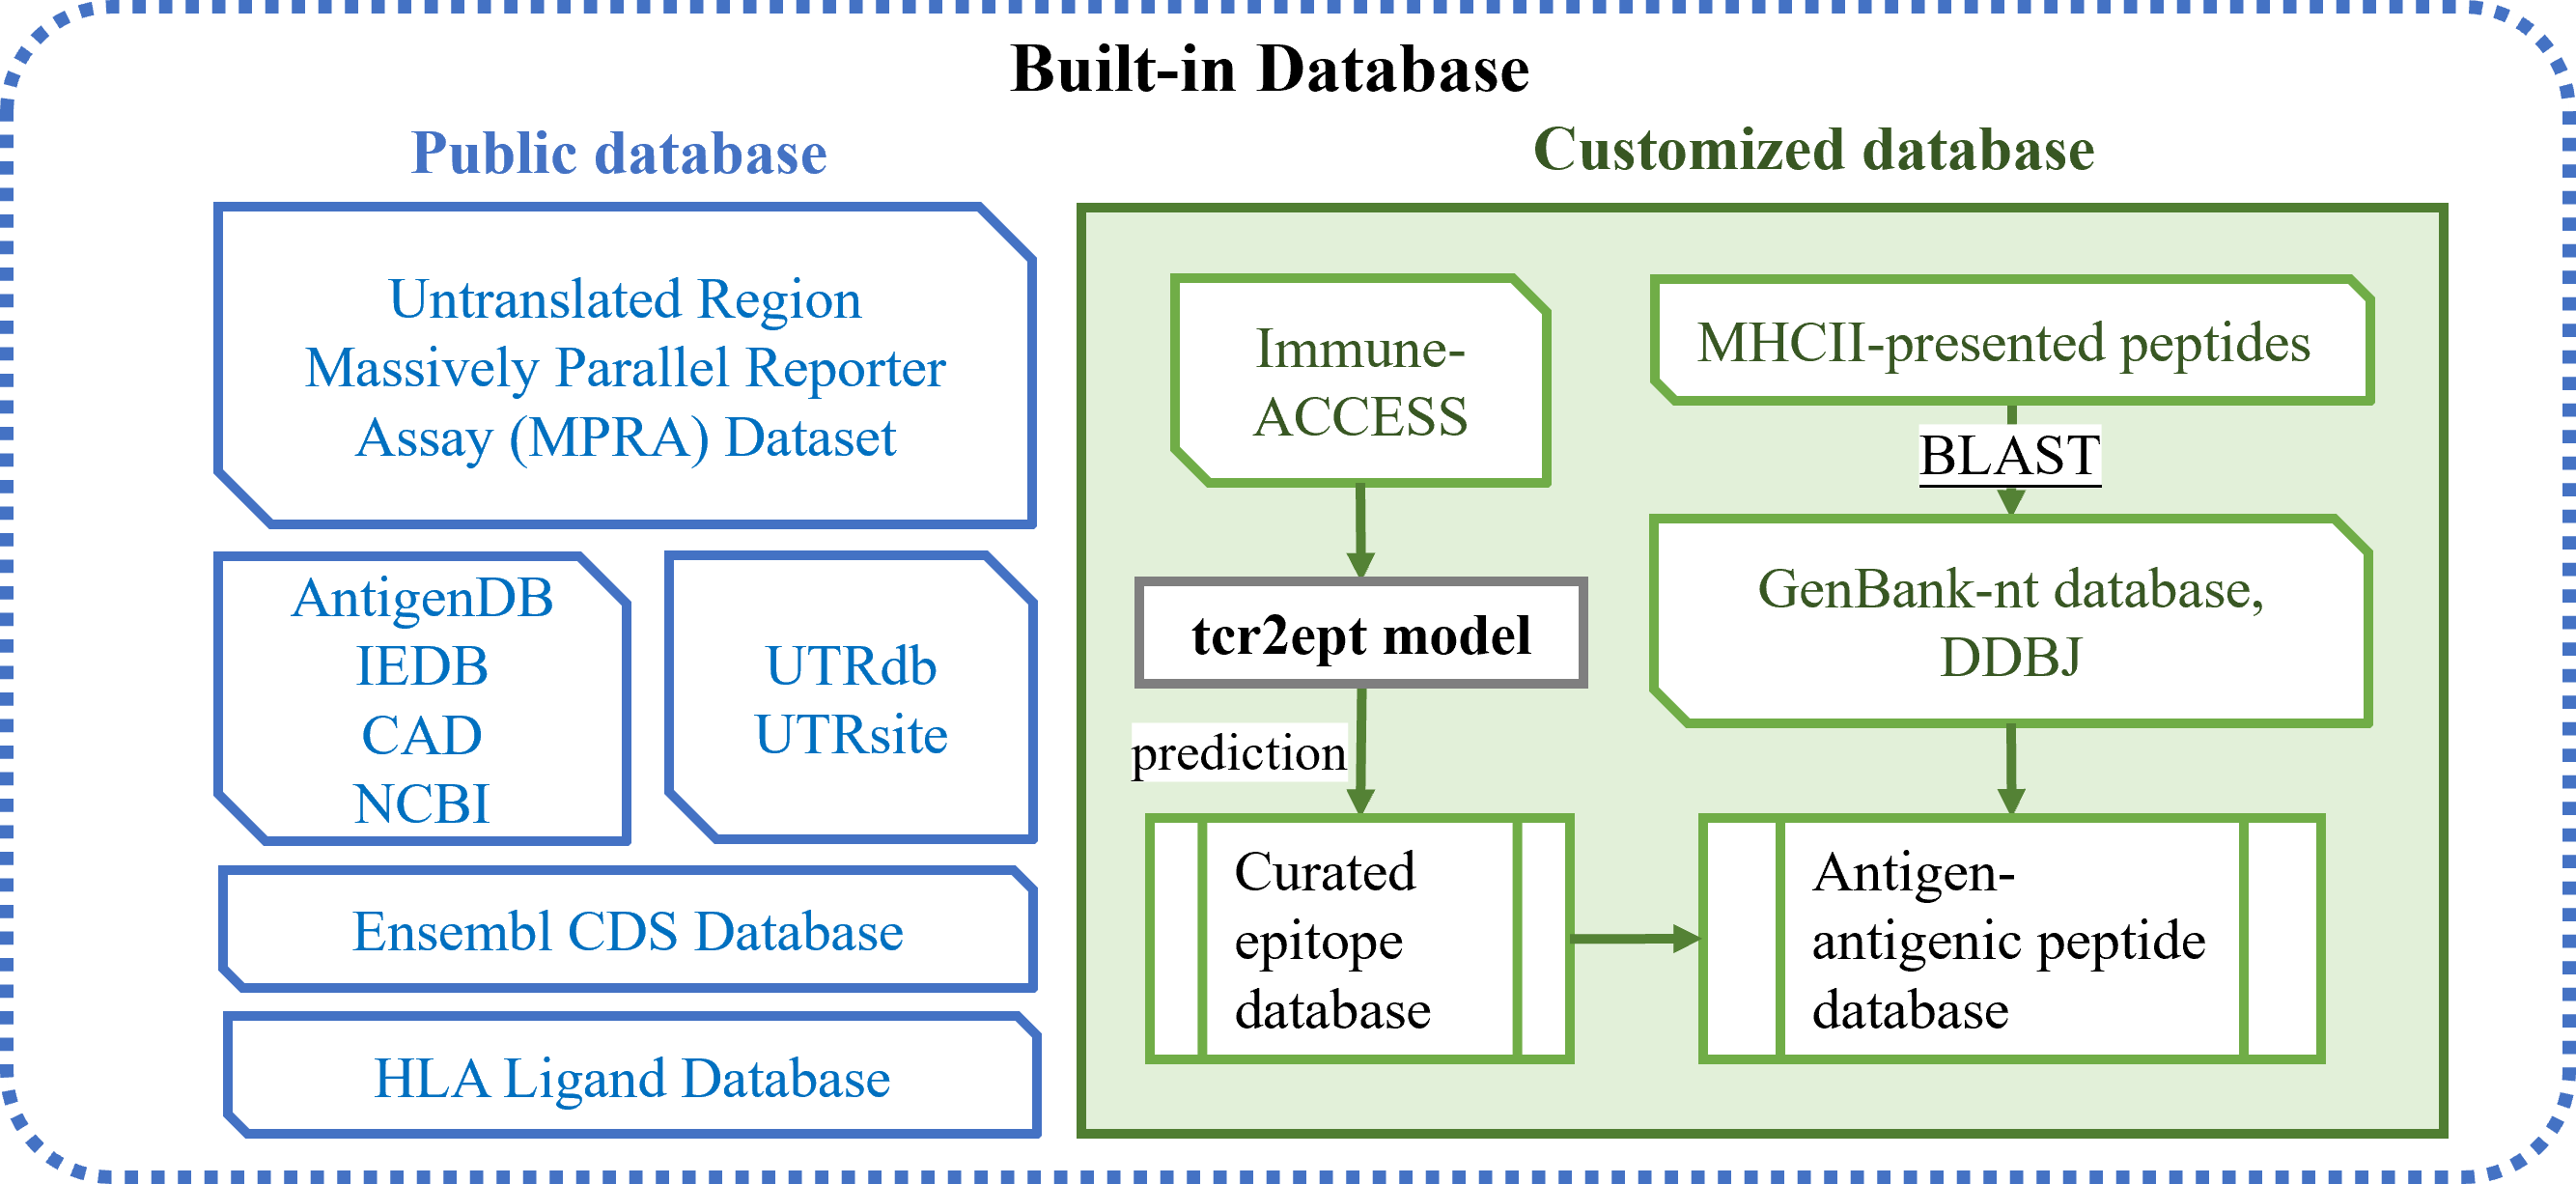 Built-in Database
Public database
Untranslated Region
Massively Parallel Reporter
Assay (MPRA) Dataset
AntigenDB
IEDB
CAD
NCBI
UTRdb
UTRsite
Ensembl CDS Database
HLA Ligand Database
Customized database
Immune-
ACCESS
tcr2ept model
prediction
Curated
epitope
database
MHCII-presented peptides
BLAST
GenBank-nt database,
DDBJ
Antigen-
antigenic peptide
database